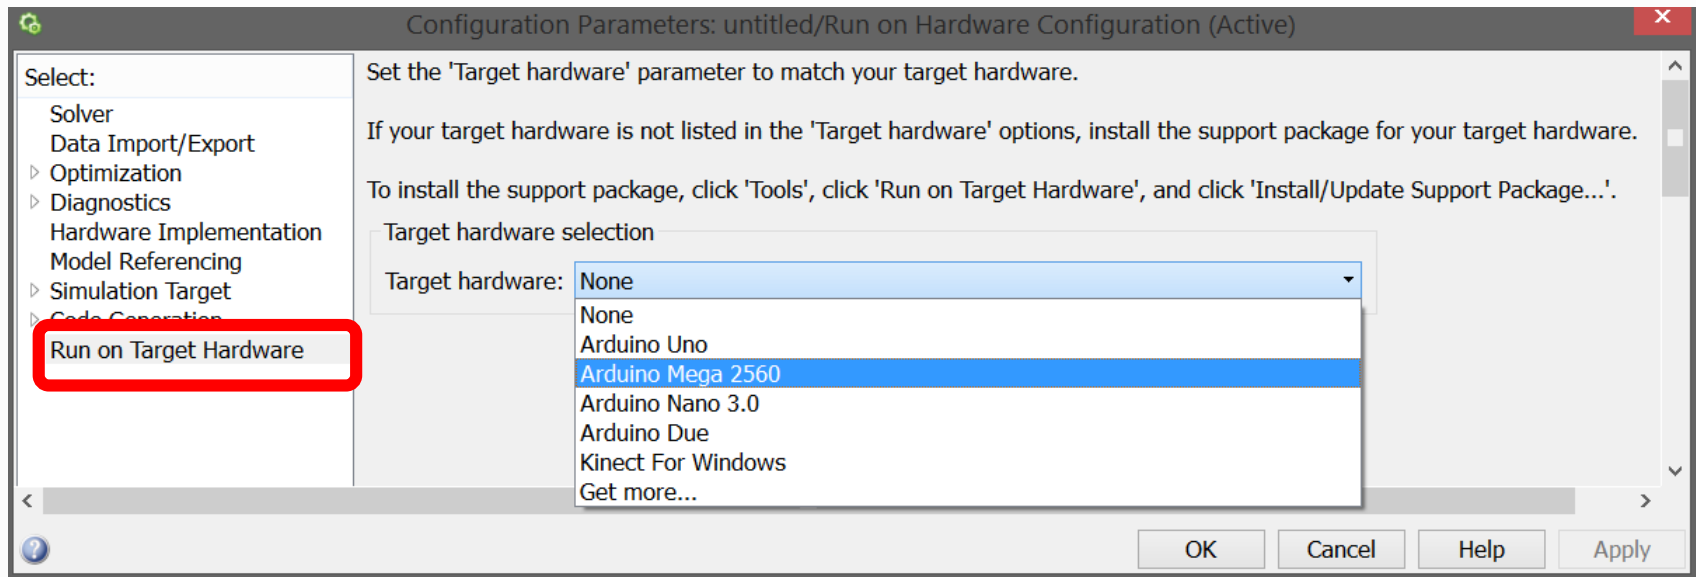 Configuration Parameters: untitled/Run on Hardware Configuration (Active)
Select:
Solver
Data Import/Export
Optimization
Diagnostics
Hardware Implementation
Model Referencing
Simulation Target
Code Generation
Run on Target Hardware
Set the 'Target hardware' parameter to match your target hardware.
If your target hardware is not listed in the 'Target hardware' options, install the support package for your target hardware.
To install the support package, click 'Tools', click 'Run on Target Hardware', and click 'Install/Update Support Package...'.
Target hardware selection
Target hardware: None
None
Arduino Uno
Arduino Mega 2560
Arduino Nano 3.0
Arduino Due
Kinect For Windows
Get more...
OK Cancel Help Apply